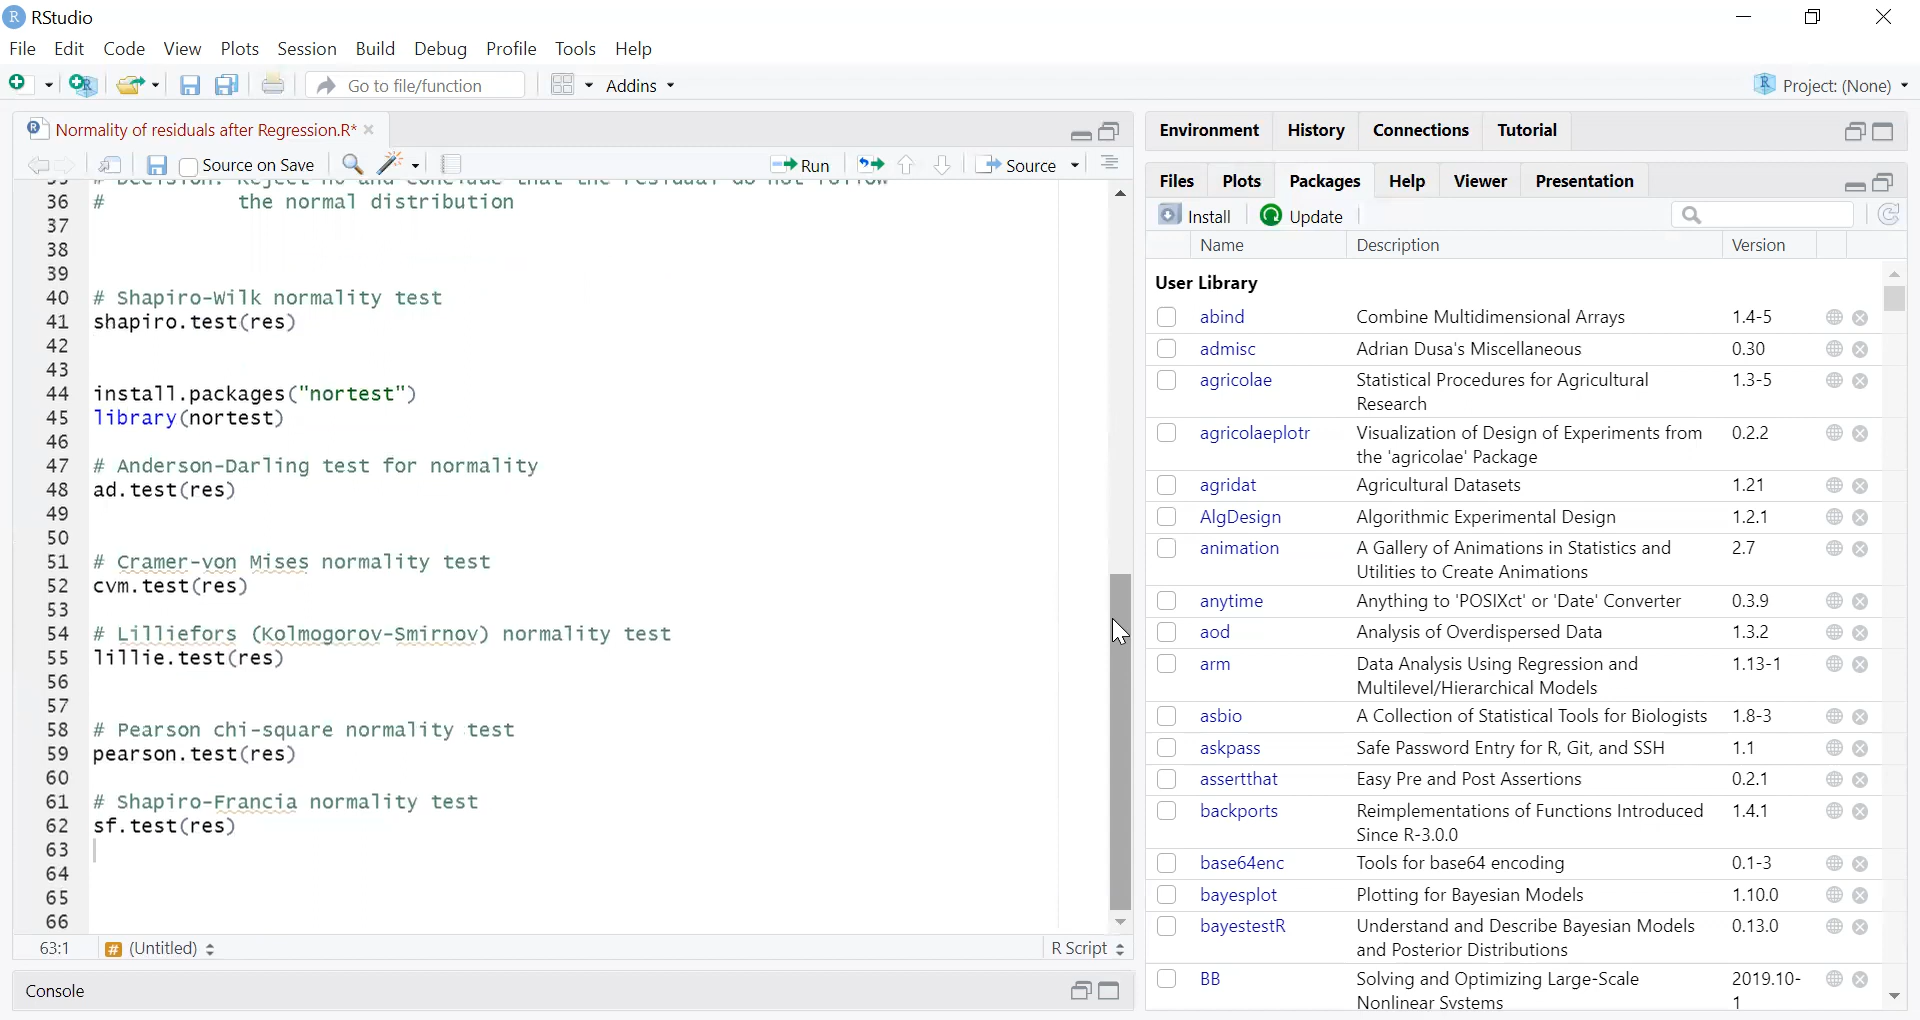 RStudio
File Edit Code View Plots Session Build Debug Profile Tools Help
Go to file/function Addins Project: (None)
Normality of residuals after Regression.R*
Source on Save Run Source
36 # the normal distribution
37
38
39
40 # Shapiro-Wilk normality test
41 shapiro.test(res)
42
43
44 install.packages("nortest")
45 library(nortest)
46
47 # Anderson-Darling test for normality
48 ad.test(res)
49
50
51 # Cramer-von Mises normality test
52 cvm.test(res)
53
54 # Lilliefors (Kolmogorov-Smirnov) normality test
55 lillie.test(res)
56
57
58 # Pearson chi-square normality test
59 pearson.test(res)
60
61 # Shapiro-Francia normality test
62 sf.test(res)
63
64
65
66
63:1 # (Untitled) R Script
Console
Environment History Connections Tutorial
Files Plots Packages Help Viewer Presentation
Install Update
Name Description Version
User Library
abind Combine Multidimensional Arrays 1.4-5
admisc Adrian Dusa's Miscellaneous 0.30
agricolae Statistical Procedures for Agricultural 1.3-5
Research
agricolaeplotr Visualization of Design of Experiments from 0.2.2
the 'agricolae' Package
agridat Agricultural Datasets 1.21
AlgDesign Algorithmic Experimental Design 1.2.1
animation A Gallery of Animations in Statistics and 2.7
Utilities to Create Animations
anytime Anything to 'POSIXct' or 'Date' Converter 0.3.9
aod Analysis of Overdispersed Data 1.3.2
arm Data Analysis Using Regression and 1.13-1
Multilevel/Hierarchical Models
asbio A Collection of Statistical Tools for Biologists 1.8-3
askpass Safe Password Entry for R, Git, and SSH 1.1
assertthat Easy Pre and Post Assertions 0.2.1
backports Reimplementations of Functions Introduced 1.4.1
Since R-3.0.0
base64enc Tools for base64 encoding 0.1-3
bayesplot Plotting for Bayesian Models 1.10.0
bayestestR Understand and Describe Bayesian Models 0.13.0
and Posterior Distributions
BB Solving and Optimizing Large-Scale 2019.10-
Nonlinear Systems 1